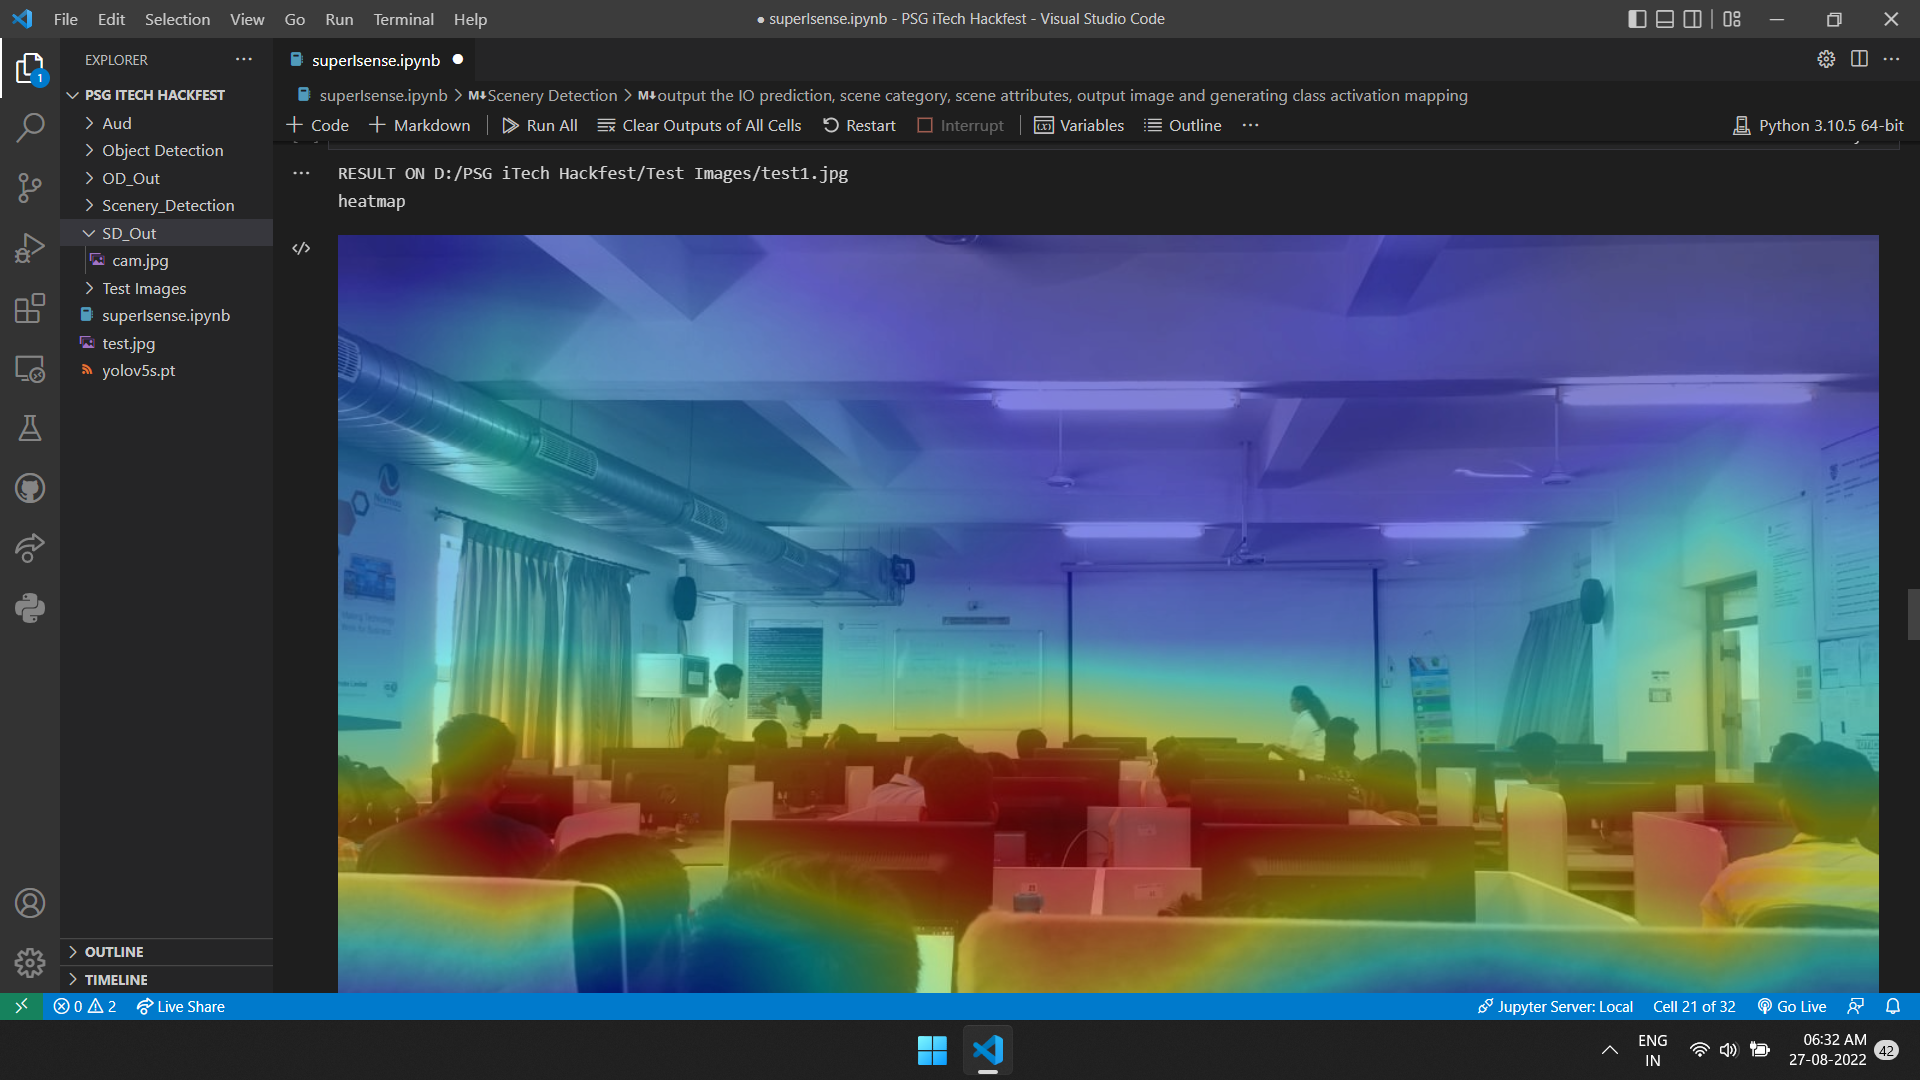 File Edit Selection View Go Run Terminal Help
● superIsense.ipynb - PSG iTech Hackfest - Visual Studio Code
EXPLORER
superIsense.ipynb
PSG ITECH HACKFEST
Aud
Object Detection
OD_Out
Scenery_Detection
SD_Out
cam.jpg
Test Images
superIsense.ipynb
test.jpg
yolov5s.pt
OUTLINE
TIMELINE
superIsense.ipynb > M↓Scenery Detection > M↓output the IO prediction, scene category, scene attributes, output image and generating class activation mapping
+ Code + Markdown | Run All Clear Outputs of All Cells Restart Interrupt | Variables Outline ...
Python 3.10.5 64-bit
RESULT ON D:/PSG iTech Hackfest/Test Images/test1.jpg
heatmap
1
0 2 Live Share
Jupyter Server: Local Cell 21 of 32 Go Live
ENG
IN
06:32 AM
27-08-2022
42